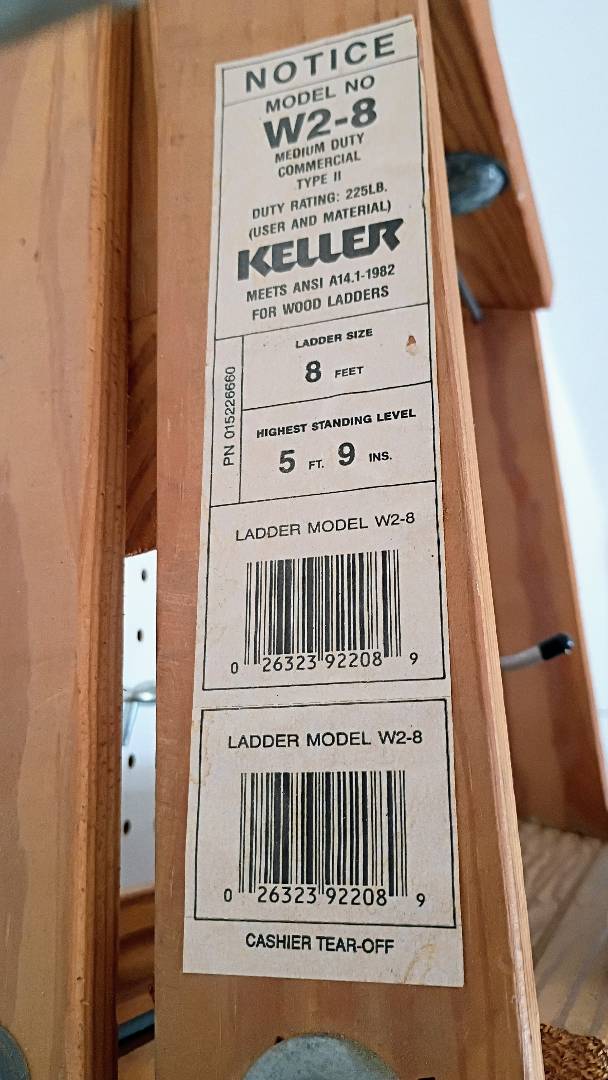 NOTICE
MODEL NO
W2-8
MEDIUM DUTY
COMMERCIAL
TYPE II
DUTY RATING: 225LB.
(USER AND MATERIAL)
KELLER
MEETS ANSI A14.1-1982
FOR WOOD LADDERS
PN 015226660
LADDER SIZE
8 FEET
HIGHEST STANDING LEVEL
5 FT. 9 INS.
LADDER MODEL W2-8
0 26323 92208 9
LADDER MODEL W2-8
0 26323 92208 9
CASHIER TEAR-OFF